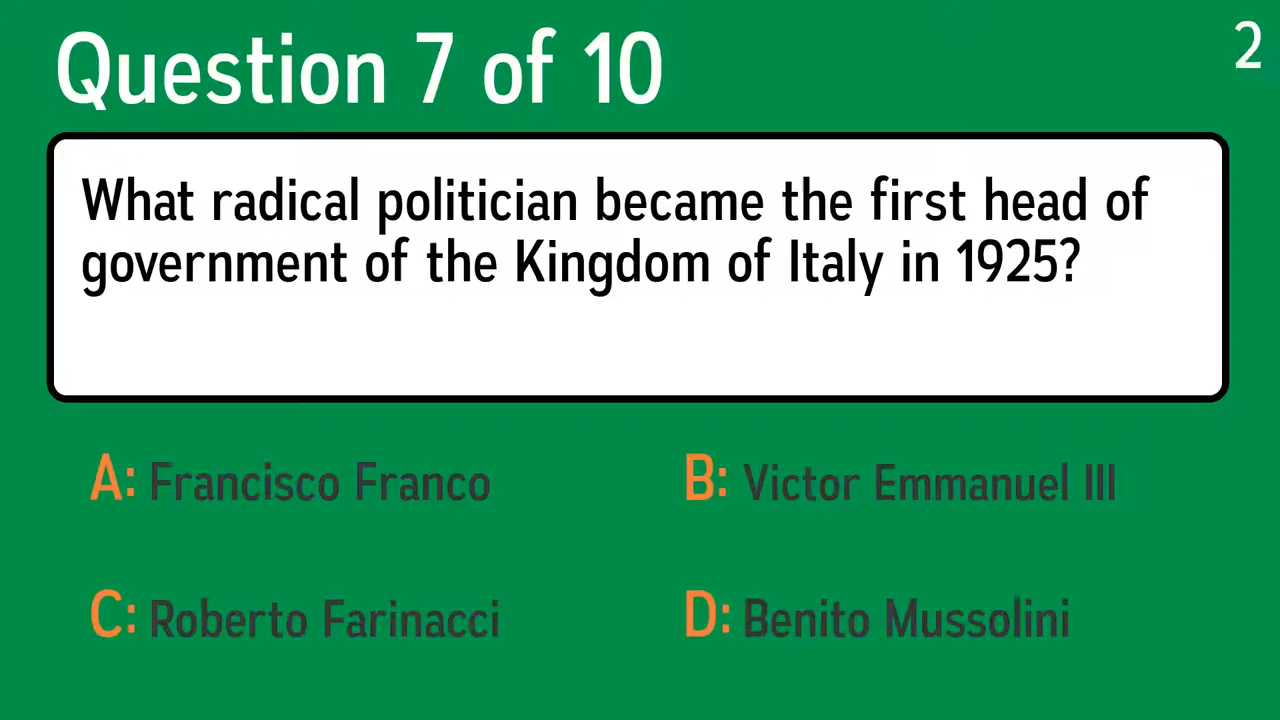 Question 7 of 10
2
What radical politician became the first head of
government of the Kingdom of Italy in 1925?
A: Francisco Franco
B: Victor Emmanuel III
C: Roberto Farinacci
D: Benito Mussolini